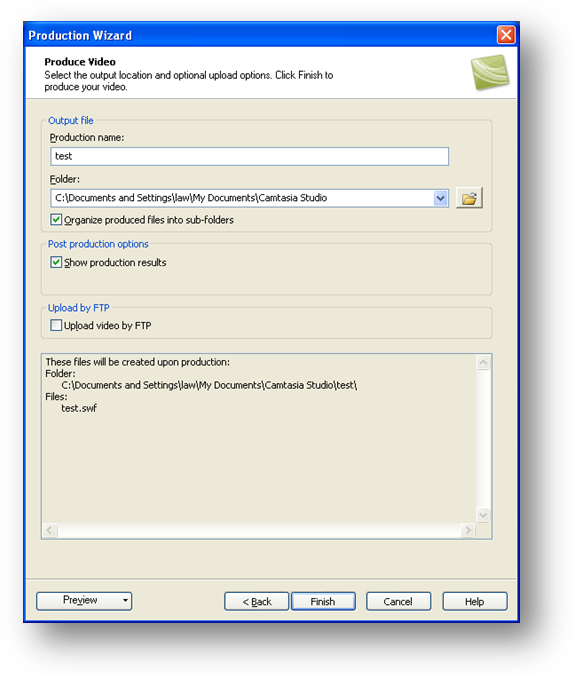 Production Wizard
Produce Video
Select the output location and optional upload options. Click Finish to
produce your video.
Output file
Production name:
test
Folder:
C:\Documents and Settings\law\My Documents\Camtasia Studio
Organize produced files into sub-folders
Post production options
Show production results
Upload by FTP
Upload video by FTP
These files will be created upon production:
Folder:
C:\Documents and Settings\law\My Documents\Camtasia Studio\test\
Files:
test.swf
Preview < Back Finish Cancel Help